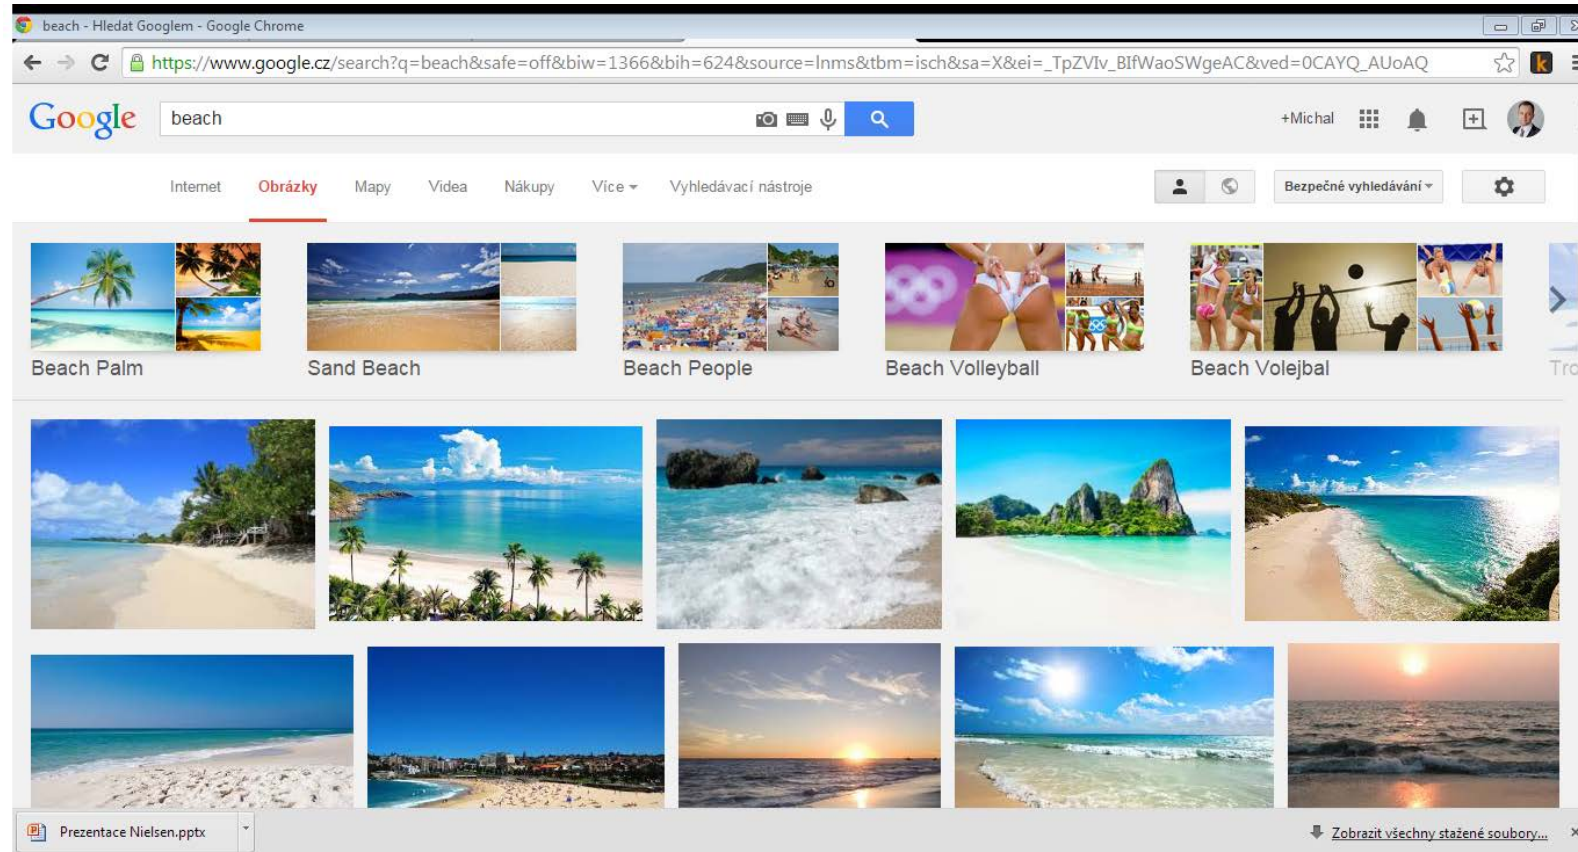 beach - Hledat Googlem - Google Chrome
https://www.google.cz/search?q=beach&safe=off&biw=1366&bih=624&source=lnms&tbm=isch&sa=X&ei=_TpZVIv_BIfWaoSWgeAC&ved=0CAYQ_AUoAQ
Google beach +Michal
Internet Obrázky Mapy Videa Nákupy Více Vyhledávací nástroje Bezpečné vyhledávání
Beach Palm Sand Beach Beach People Beach Volleyball Beach Volejbal Tro
Prezentace Nielsen.pptx Zobrazit všechny stažené soubory...